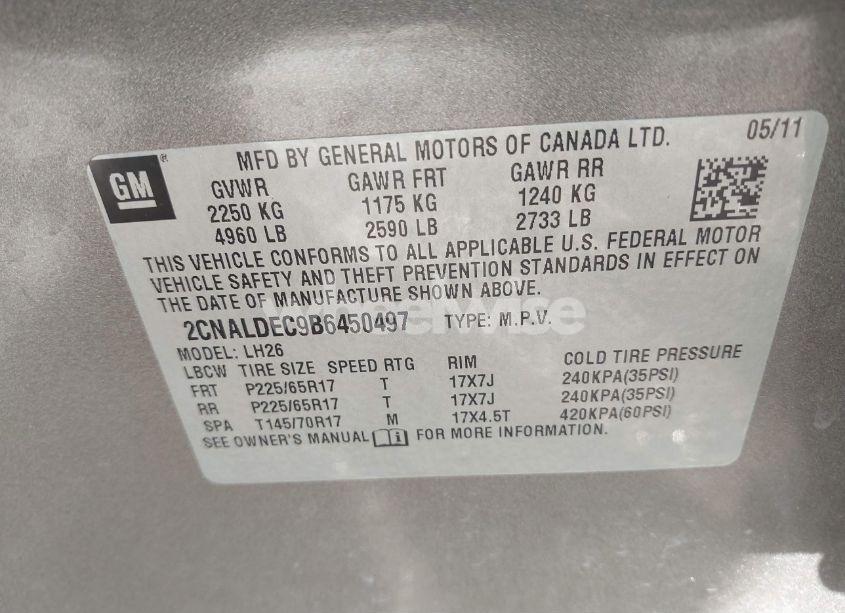 GM ®
MFD BY GENERAL MOTORS OF CANADA LTD. 05/11
GVWR GAWR FRT GAWR RR
2250 KG 1175 KG 1240 KG
4960 LB 2590 LB 2733 LB
THIS VEHICLE CONFORMS TO ALL APPLICABLE U.S. FEDERAL MOTOR
VEHICLE SAFETY AND THEFT PREVENTION STANDARDS IN EFFECT ON
THE DATE OF MANUFACTURE SHOWN ABOVE.
2CNALDEC9B6450497 TYPE: M.P.V.
MODEL: LH26
LBCW TIRE SIZE SPEED RTG RIM COLD TIRE PRESSURE
FRT P225/65R17 T 17X7J 240KPA(35PSI)
RR P225/65R17 T 17X7J 240KPA(35PSI)
SPA T145/70R17 M 17X4.5T 420KPA(60PSI)
SEE OWNER'S MANUAL i FOR MORE INFORMATION.